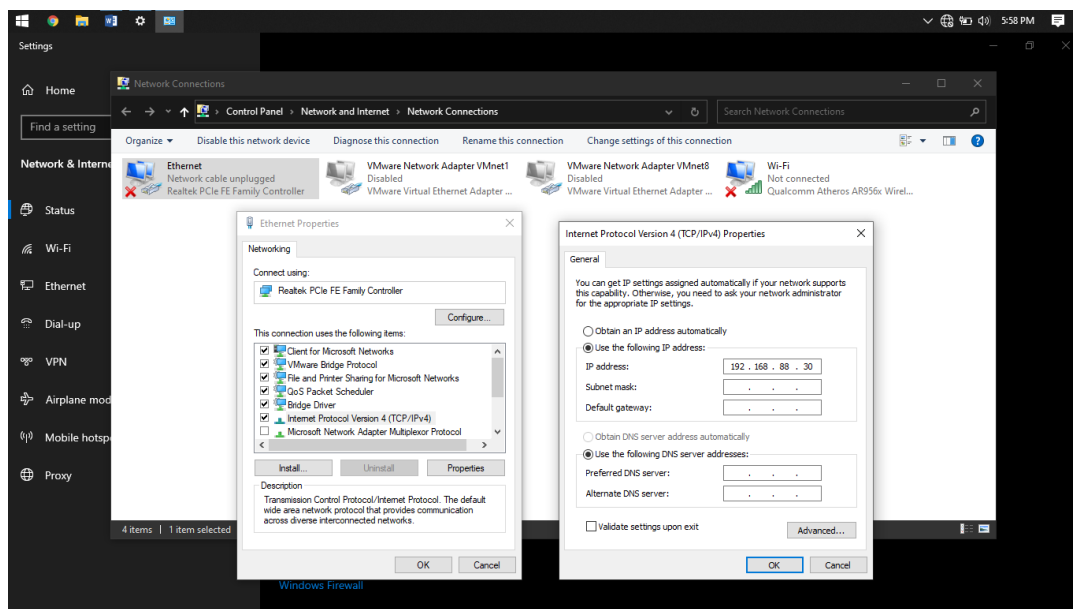 5:58 PM
Settings
Home
Find a setting
Network & Interne
Status
Wi-Fi
Ethernet
Dial-up
VPN
Airplane mod
Mobile hotsp
Proxy
Windows Firewall
Network Connections
Control Panel > Network and Internet > Network Connections
Search Network Connections
Organize
Disable this network device
Diagnose this connection
Rename this connection
Change settings of this connection
Ethernet
Network cable unplugged
Realtek PCIe FE Family Controller
VMware Network Adapter VMnet1
Disabled
VMware Virtual Ethernet Adapter ...
VMware Network Adapter VMnet8
Disabled
VMware Virtual Ethernet Adapter ...
Wi-Fi
Not connected
Qualcomm Atheros AR956x Wirel...
4 items
1 item selected
Ethernet Properties
Networking
Connect using:
Realtek PCIe FE Family Controller
Configure...
This connection uses the following items:
Client for Microsoft Networks
VMware Bridge Protocol
File and Printer Sharing for Microsoft Networks
QoS Packet Scheduler
Bridge Driver
Internet Protocol Version 4 (TCP/IPv4)
Microsoft Network Adapter Multiplexor Protocol
Install...
Uninstall
Properties
Description
Transmission Control Protocol/Internet Protocol. The default
wide area network protocol that provides communication
across diverse interconnected networks.
OK
Cancel
Internet Protocol Version 4 (TCP/IPv4) Properties
General
You can get IP settings assigned automatically if your network supports
this capability. Otherwise, you need to ask your network administrator
for the appropriate IP settings.
Obtain an IP address automatically
Use the following IP address:
IP address: 192 . 168 . 88 . 30
Subnet mask: . . .
Default gateway: . . .
Obtain DNS server address automatically
Use the following DNS server addresses:
Preferred DNS server: . . .
Alternate DNS server: . . .
Validate settings upon exit
Advanced...
OK
Cancel